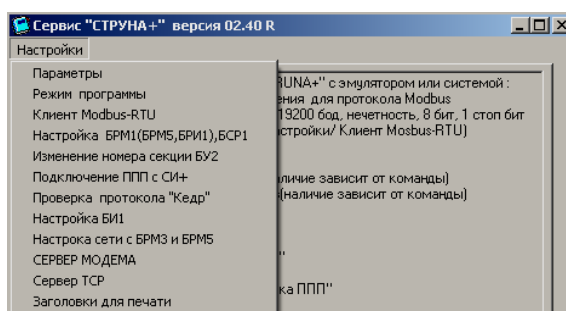 Сервис "СТРУНА+" версия 02.40 R
Настройки
Параметры
Режим программы
Клиент Modbus-RTU
Настройка БРМ1(БРМ5,БРИ1),БСР1
Изменение номера секции БУ2
Подключение ППП с СИ+
Проверка протокола "Кедр"
Настройка БИ1
Настрока сети с БРМ3 и БРМ5
СЕРВЕР МОДЕМА
Сервер TCP
Заголовки для печати
RUNA+" с эмулятором или системой :
ения для протокола Modbus
19200 бод, нечетность, 8 бит, 1 стоп бит
стройки/ Клиент Mosbus-RTU)
личие зависит от команды)
(наличие зависит от команды)
"
ка ППП"